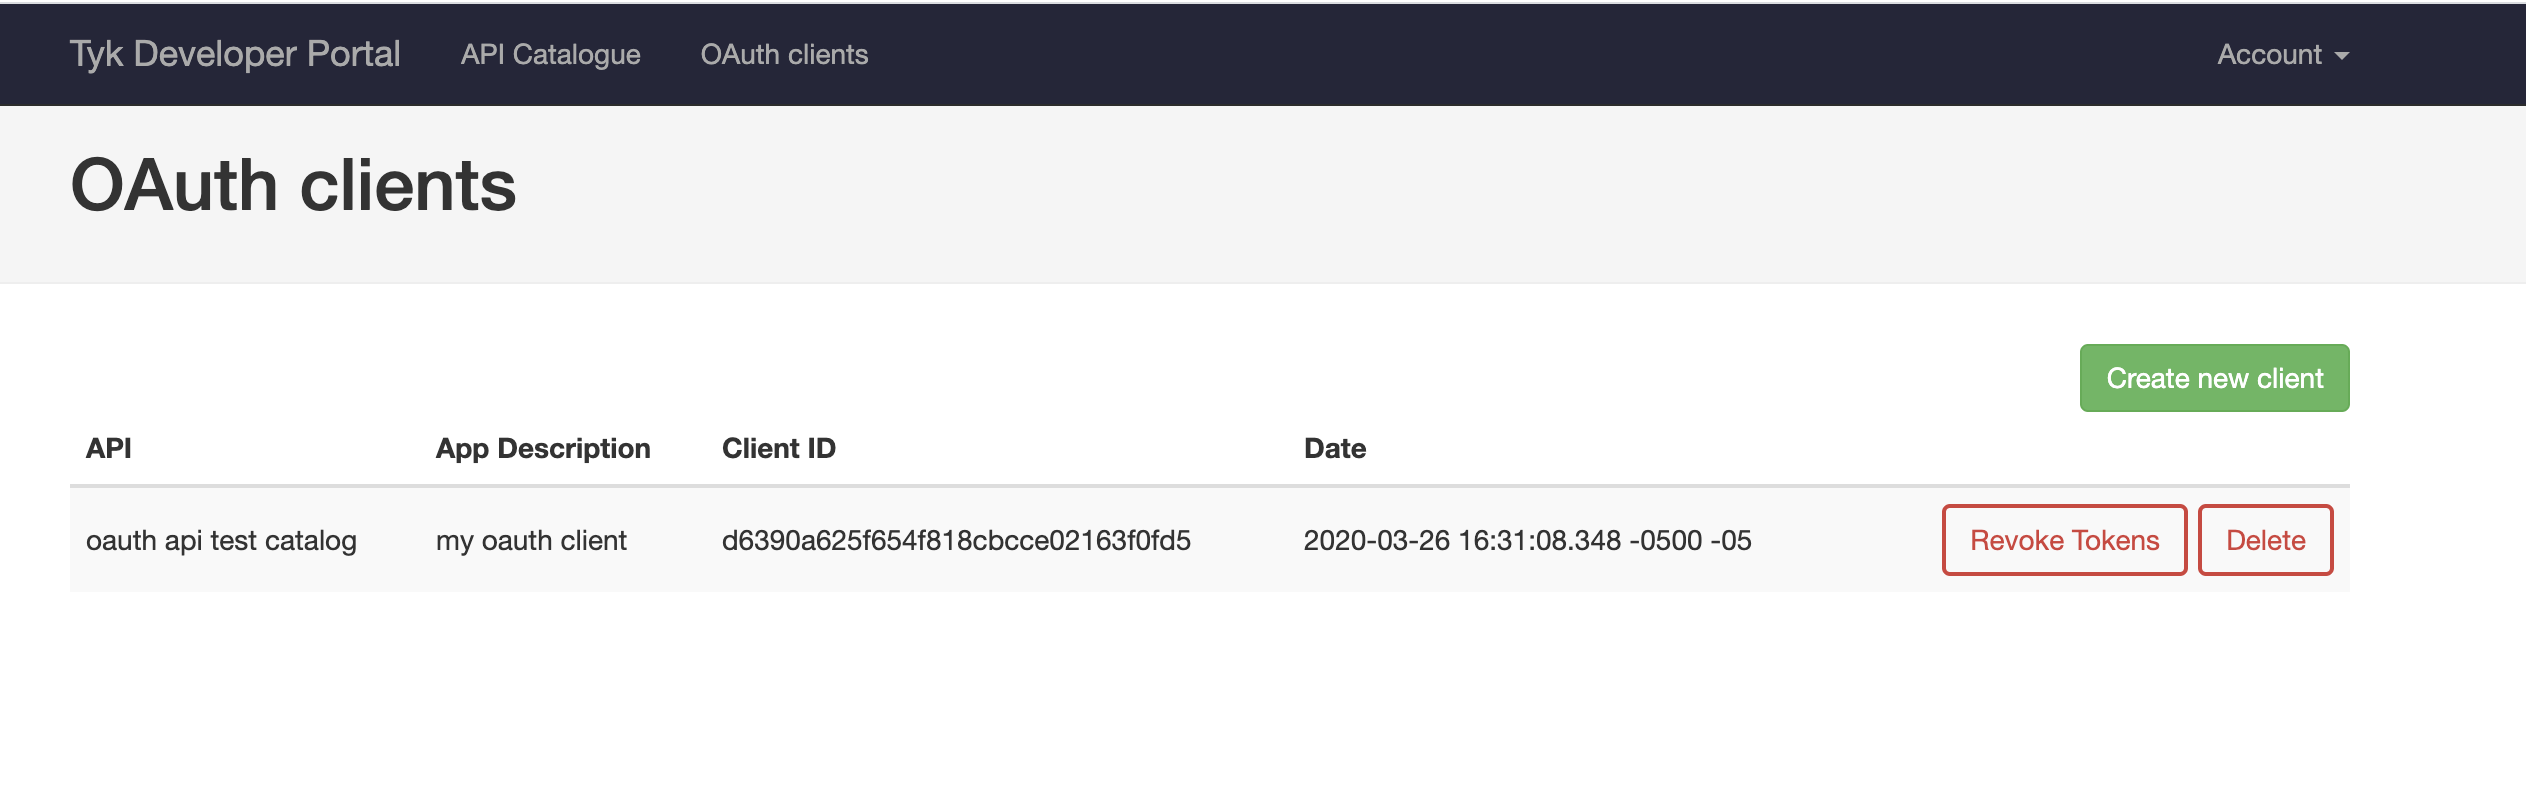 Tyk Developer Portal API Catalogue OAuth clients Account
OAuth clients
Create new client
API App Description Client ID Date
oauth api test catalog my oauth client d6390a625f654f818cbcce02163f0fd5 2020-03-26 16:31:08.348 -0500 -05 Revoke Tokens Delete